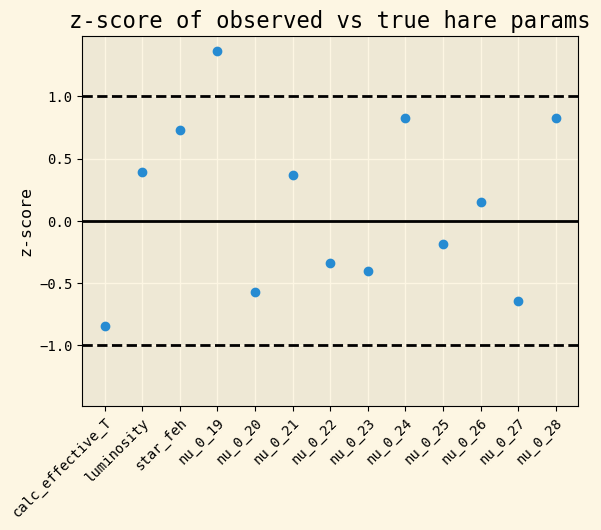 z-score of observed vs true hare params
1.0
0.5
0.0
−0.5
−1.0
z-score
calc_effective_T
luminosity
star_feh
nu_0_19
nu_0_20
nu_0_21
nu_0_22
nu_0_23
nu_0_24
nu_0_25
nu_0_26
nu_0_27
nu_0_28